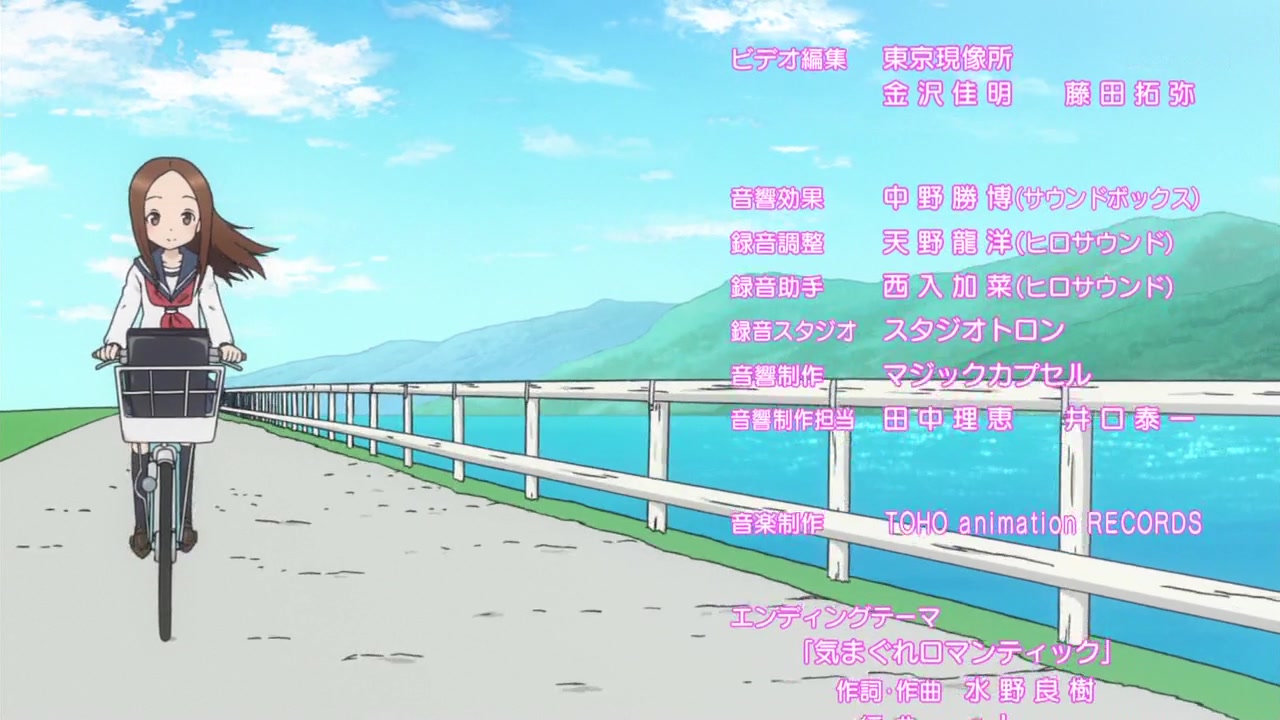 ビデオ編集 東京現像所
金沢佳明 藤田拓弥
音響効果 中野勝博(サウンドボックス)
録音調整 天野龍洋(ヒロサウンド)
録音助手 西入加菜(ヒロサウンド)
録音スタジオ スタジオトロン
音響制作 マジックカプセル
音響制作担当 田中理恵 井口泰一
音楽制作 TOHO animation RECORDS
エンディングテーマ
「気まぐれロマンティック」
作詞・作曲 水野良樹